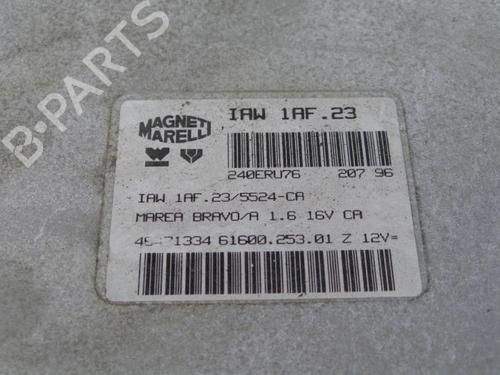 B-PARTS
MAGNETI MARELLI
IAW 1AF.23
240ERU76 207 96
IAW 1AF.23/5524-CA
MAREA BRAVO/A 1.6 16V CA
61600.253.01 Z 12V=